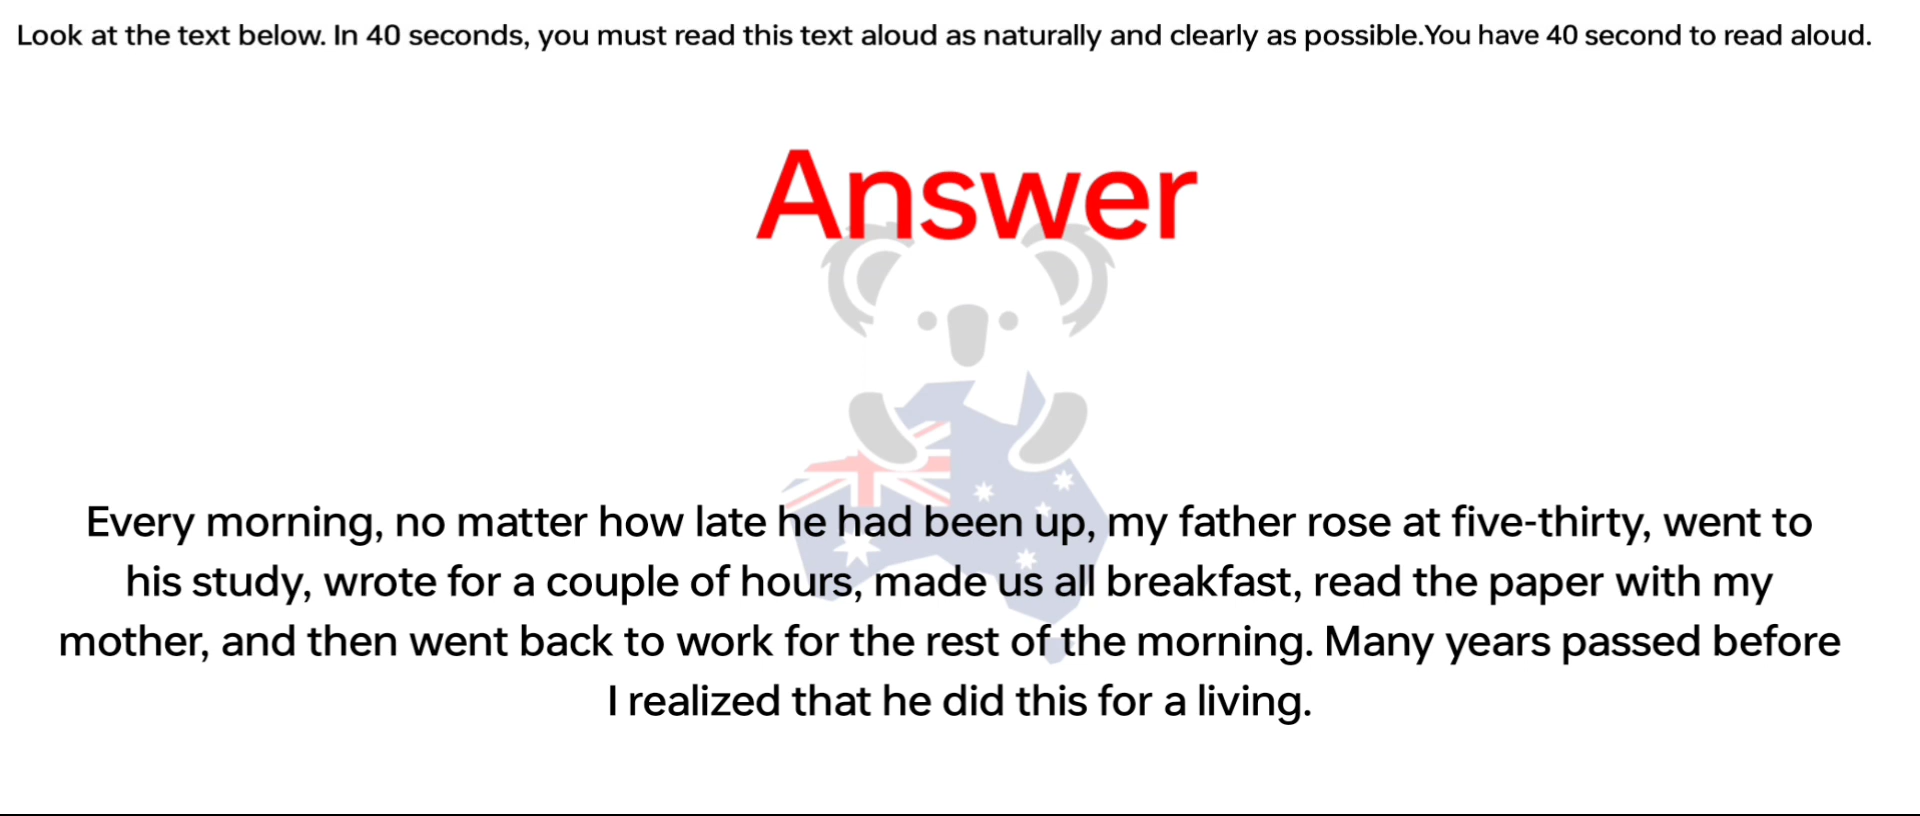 Look at the text below. In 40 seconds, you must read this text aloud as naturally and clearly as possible.You have 40 second to read aloud.
Answer
Every morning, no matter how late he had been up, my father rose at five-thirty, went to
his study, wrote for a couple of hours, made us all breakfast, read the paper with my
mother, and then went back to work for the rest of the morning. Many years passed before
I realized that he did this for a living.